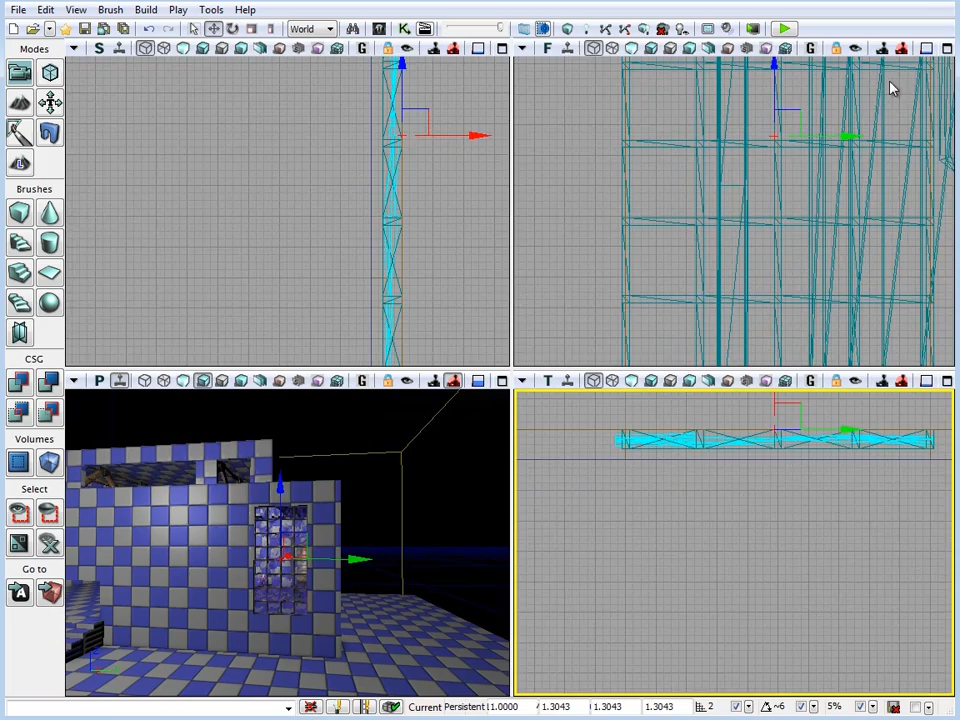 File Edit View Brush Build Play Tools Help
World
Modes
S G F G
Brushes
CSG
P G T G
Volumes
Select
Go to
Current Persistent 1.0000 1.3043 1.3043 1.3043 2 ~6 5%